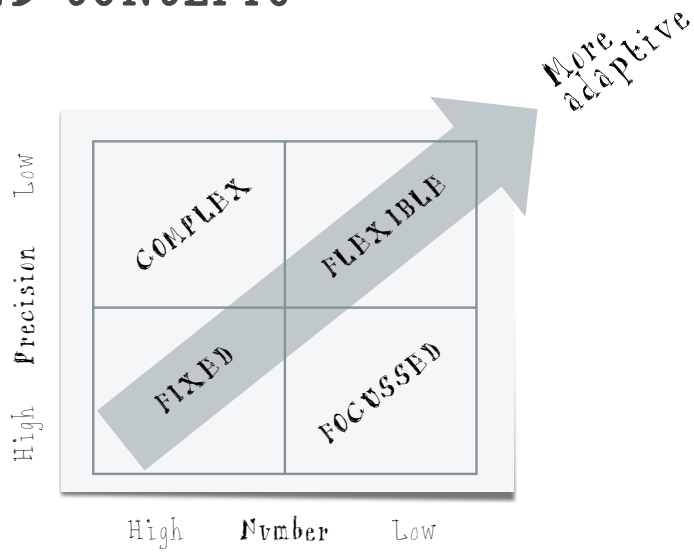 More
adaptive
Low
COMPLEX
FLEXIBLE
Precision
FIXED
FOCUSSED
High
High Number Low